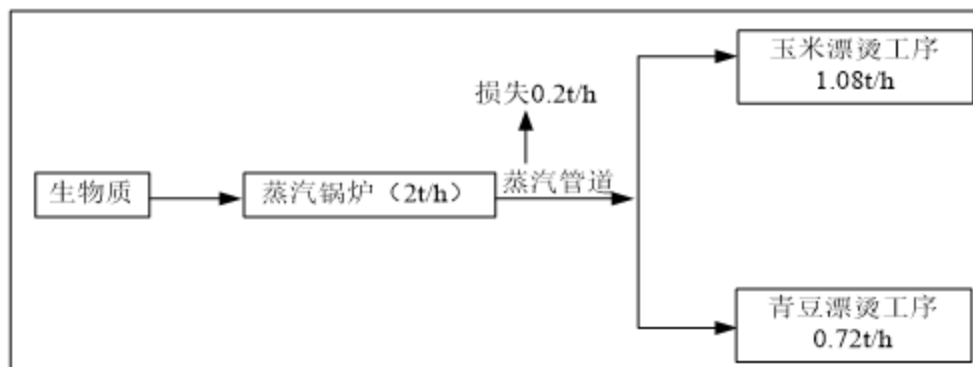 玉米漂烫工序
1.08t/h
损失0.2t/h
生物质
蒸汽锅炉（2t/h）
蒸汽管道
青豆漂烫工序
0.72t/h